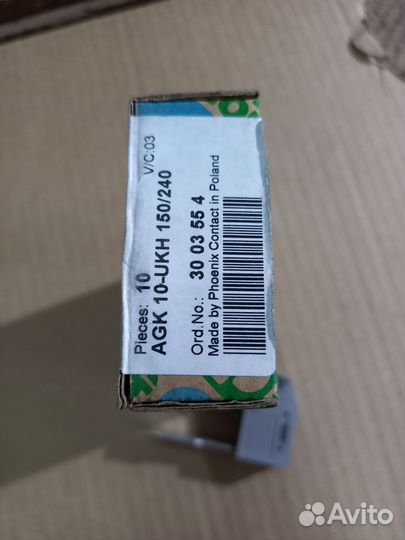 Pieces: 10 V/C:03
AGK 10-UKH 150/240
Ord.No.: 30 03 55 4
Made by Phoenix Contact in Poland
Avito